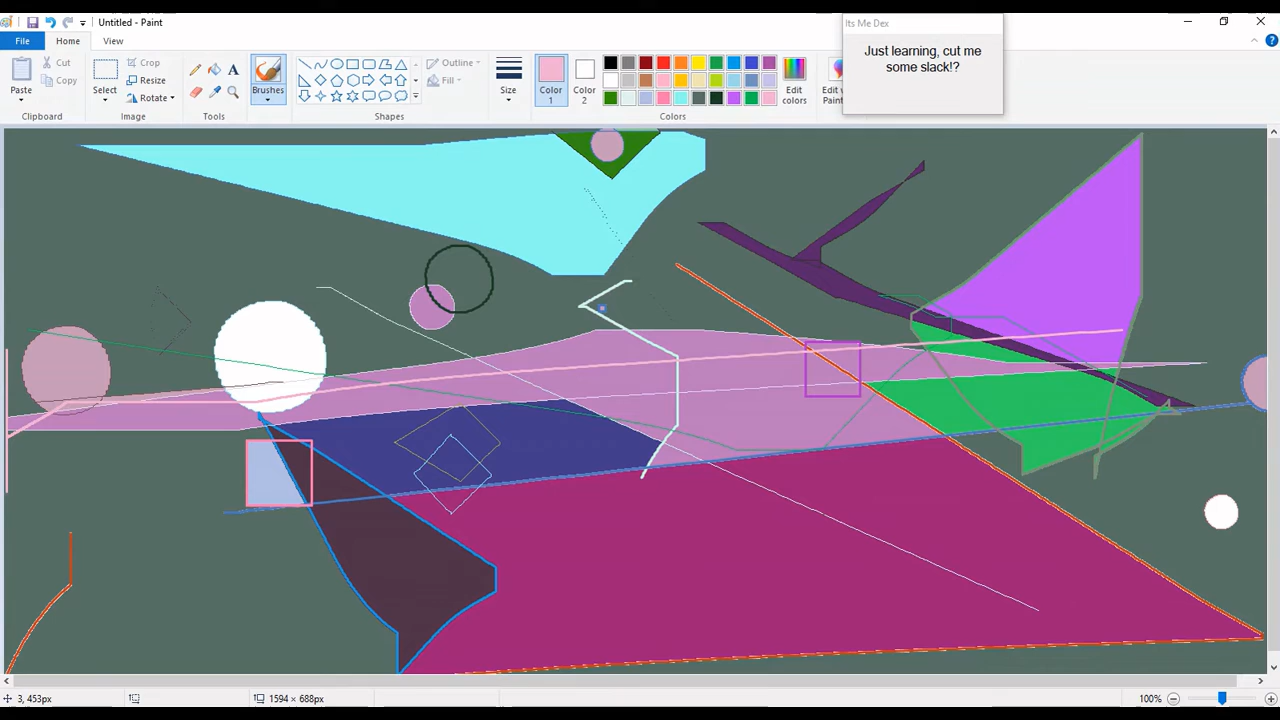 Untitled - Paint
Its Me Dex
File
Home
View
Just learning, cut me
some slack!?
Paste
Cut
Copy
Clipboard
Select
Crop
Resize
Rotate
Image
A
Tools
Brushes
Outline
Fill
Shapes
Size
Color
1
Color
2
Edit
colors
Colors
Edit w
Paint
3, 453px
1594 × 688px
100%